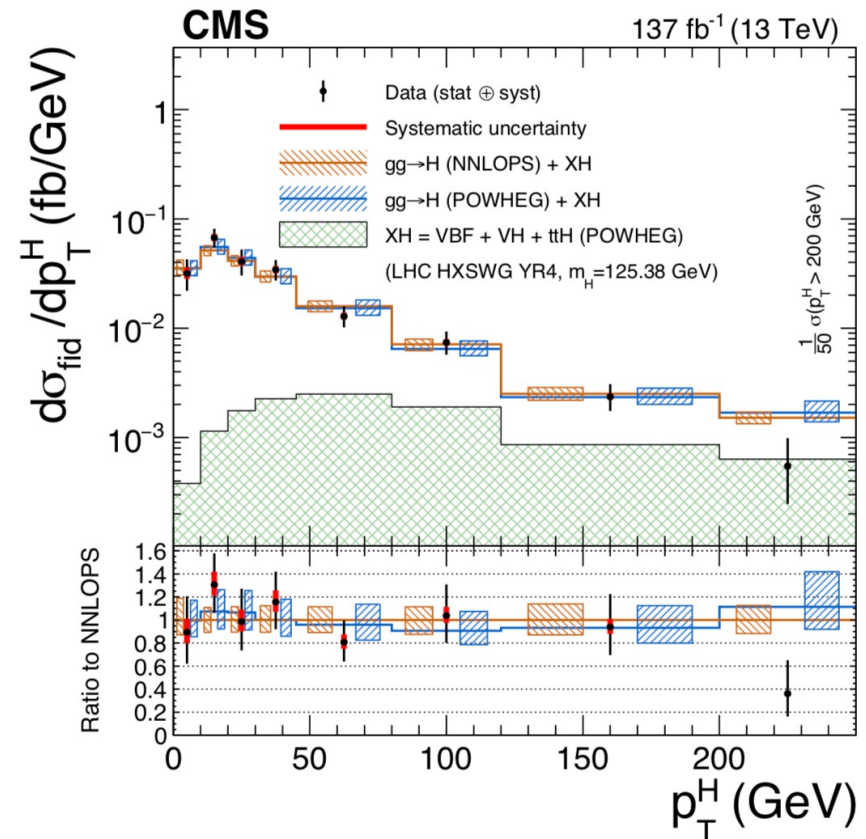 CMS 137 fb⁻¹ (13 TeV)
dσ_fid /dp_T^H (fb/GeV)
1
10⁻¹
10⁻²
10⁻³
Data (stat ⊕ syst)
Systematic uncertainty
gg→H (NNLOPS) + XH
gg→H (POWHEG) + XH
XH = VBF + VH + ttH (POWHEG)
(LHC HXSWG YR4, m_H=125.38 GeV)
1/50 σ(p_T^H > 200 GeV)
Ratio to NNLOPS
1.6
1.4
1.2
1
0.8
0.6
0.4
0.2
0
0 50 100 150 200
p_T^H (GeV)